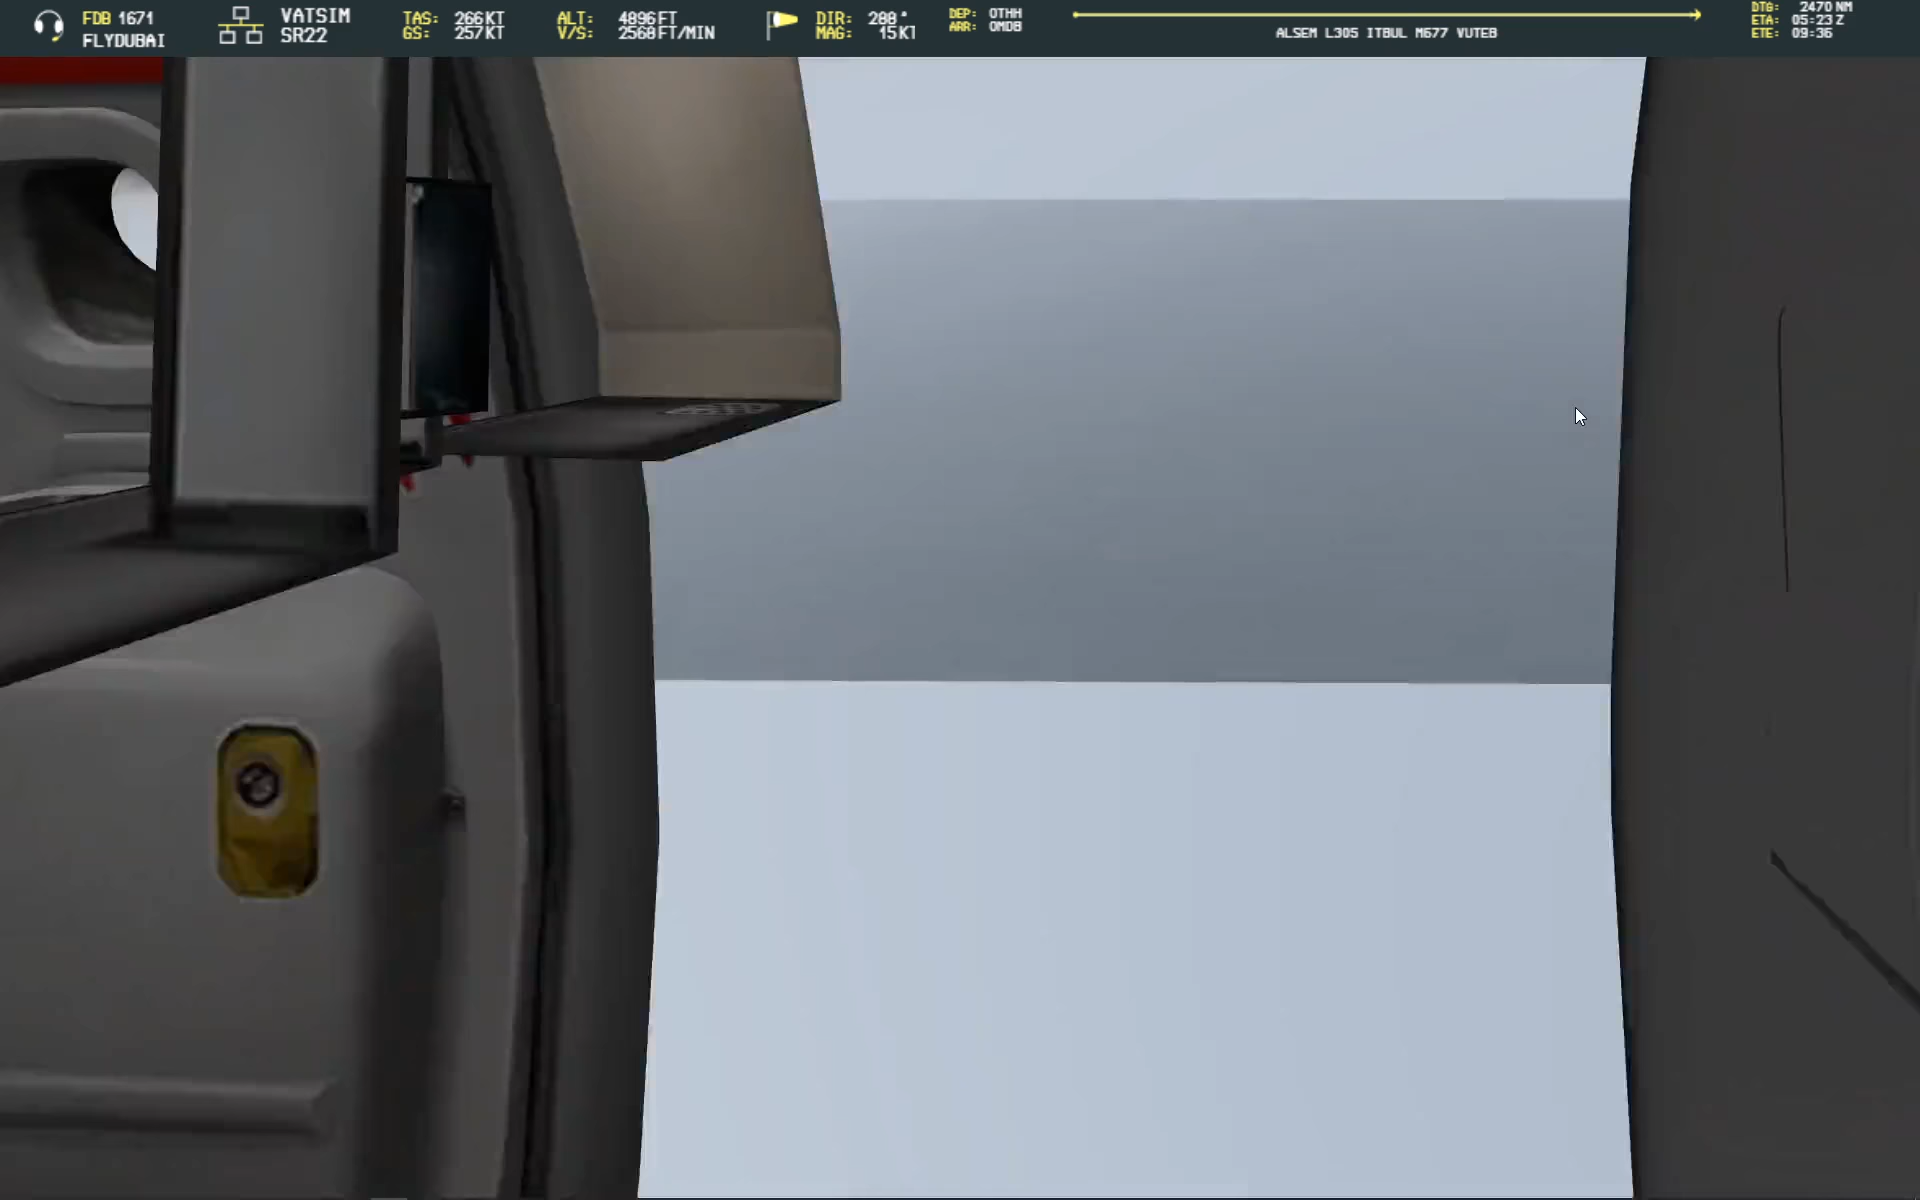 FDB 1671
FLYDUBAI
VATSIM
SR22
TAS: 266KT
GS: 257KT
ALT: 4896FT
V/S: 2568FT/MIN
DIR: 288°
MAG: 15KT
DEP: OTHH
ARR: OMDB
ALSEM L305 ITBUL M677 VUTEB
DTG: 2470 NM
ETA: 05:23 Z
ETE: 09:36